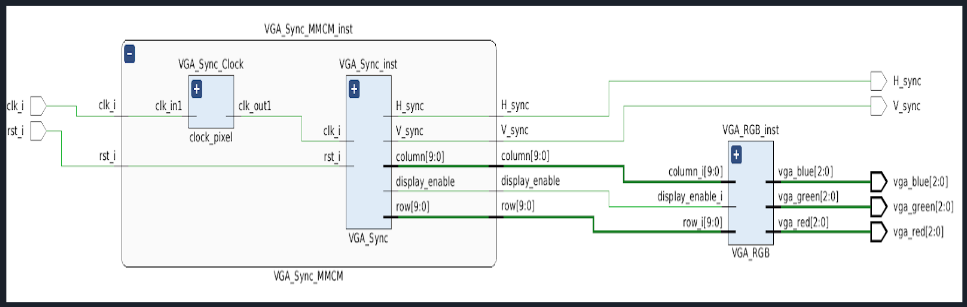 VGA_Sync_MMCM_inst
VGA_Sync_Clock
VGA_Sync_inst
clk_i
clk_i
clk_in1
clk_out1
H_sync
H_sync
H_sync
V_sync
rst_i
clock_pixel
clk_i
V_sync
V_sync
VGA_RGB_inst
rst_i
rst_i
column[9:0]
column[9:0]
column_i[9:0]
vga_blue[2:0]
vga_blue[2:0]
display_enable
display_enable
display_enable_i
vga_green[2:0]
vga_green[2:0]
row[9:0]
row[9:0]
row_i[9:0]
vga_red[2:0]
vga_red[2:0]
VGA_Sync
VGA_RGB
VGA_Sync_MMCM